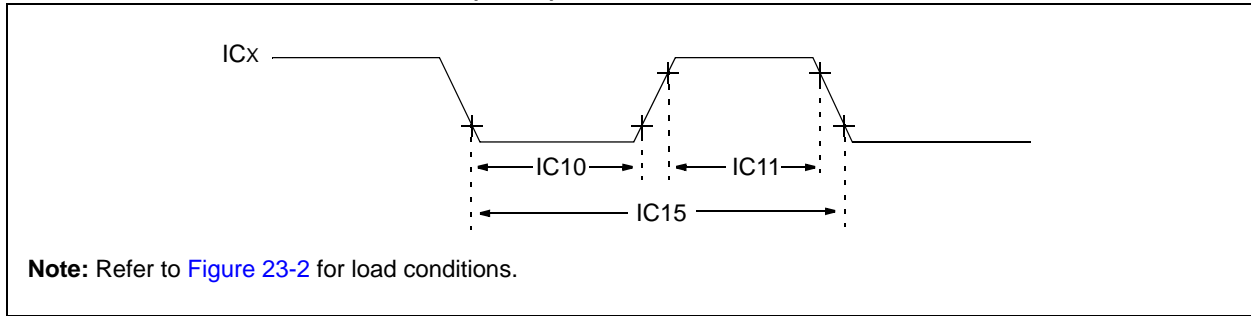 ICX
IC10
IC11
IC15
Note: Refer to Figure 23-2 for load conditions.